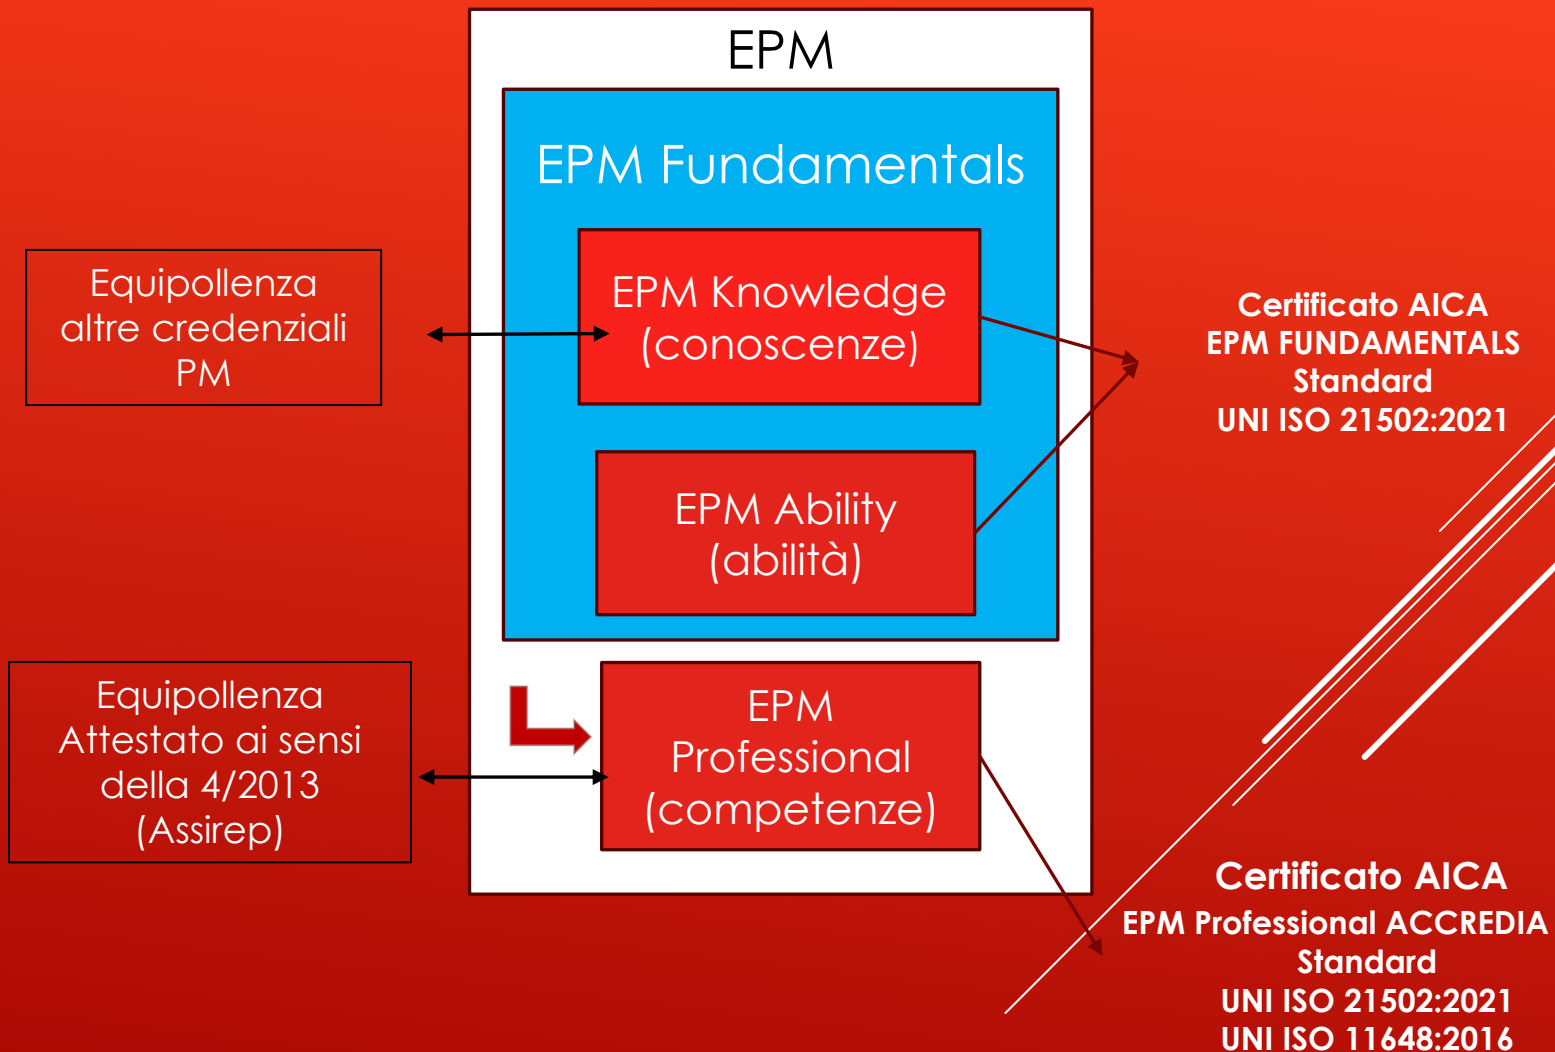 EPM
EPM Fundamentals
EPM Knowledge
(conoscenze)
EPM Ability
(abilità)
EPM
Professional
(competenze)
Equipollenza
altre credenziali
PM
Equipollenza
Attestato ai sensi
della 4/2013
(Assirep)
Certificato AICA
EPM FUNDAMENTALS
Standard
UNI ISO 21502:2021
Certificato AICA
EPM Professional ACCREDIA
Standard
UNI ISO 21502:2021
UNI ISO 11648:2016